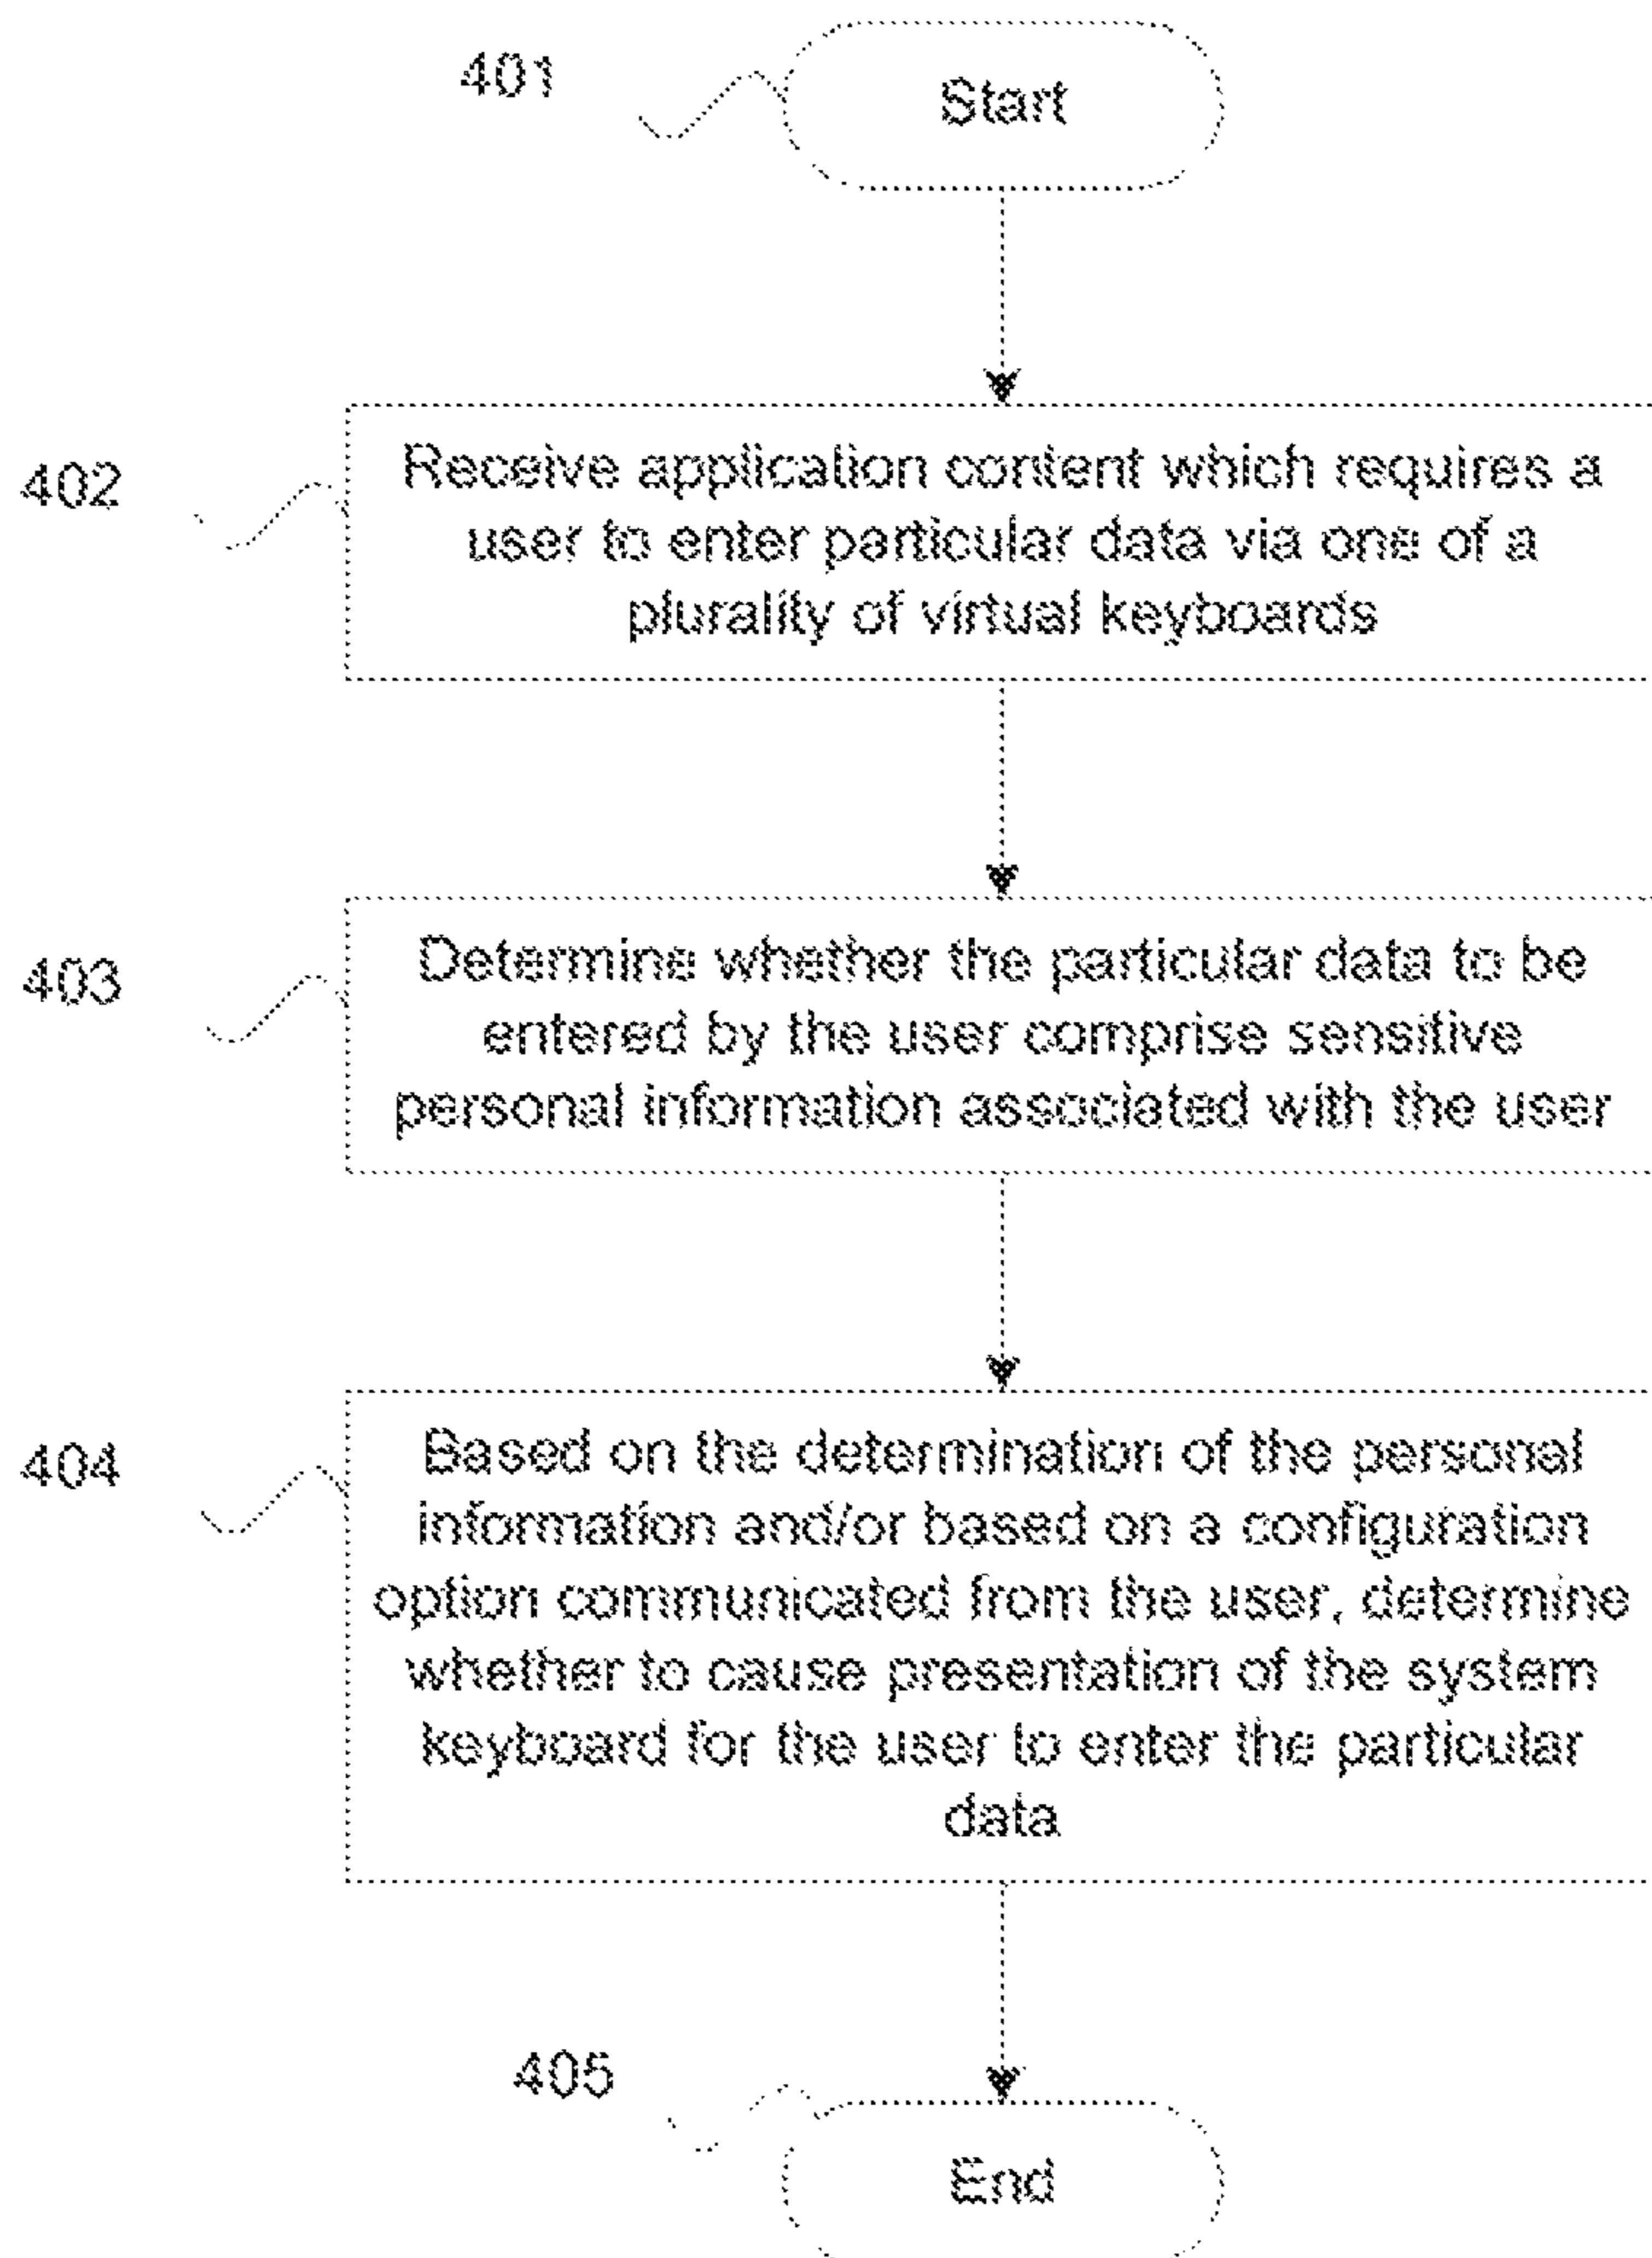 401
Start
402
Receive application content which requires a
user to enter particular data via one of a
plurality of virtual keyboards
403
Determine whether the particular data to be
entered by the user comprise sensitive
personal information associated with the user
404
Based on the determination of the personal
information and/or based on a configuration
option communicated from the user, determine
whether to cause presentation of the system
keyboard for the user to enter the particular
data
405
End